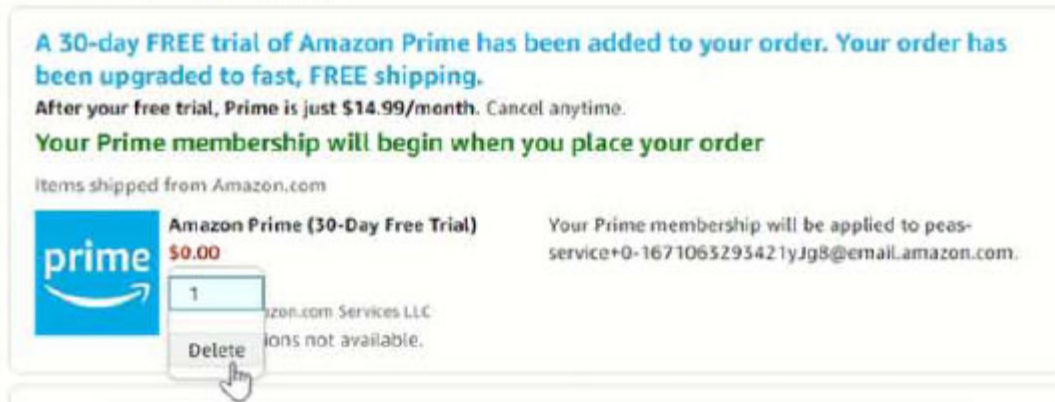 A 30-day FREE trial of Amazon Prime has been added to your order. Your order has
been upgraded to fast, FREE shipping.
After your free trial, Prime is just $14.99/month. Cancel anytime.
Your Prime membership will begin when you place your order
Items shipped from Amazon.com
prime
Amazon Prime (30-Day Free Trial)
$0.00
1
zon.com Services LLC
Delete
ions not available.
Your Prime membership will be applied to peas-
service+0-1671063293421yJg8@email.amazon.com.